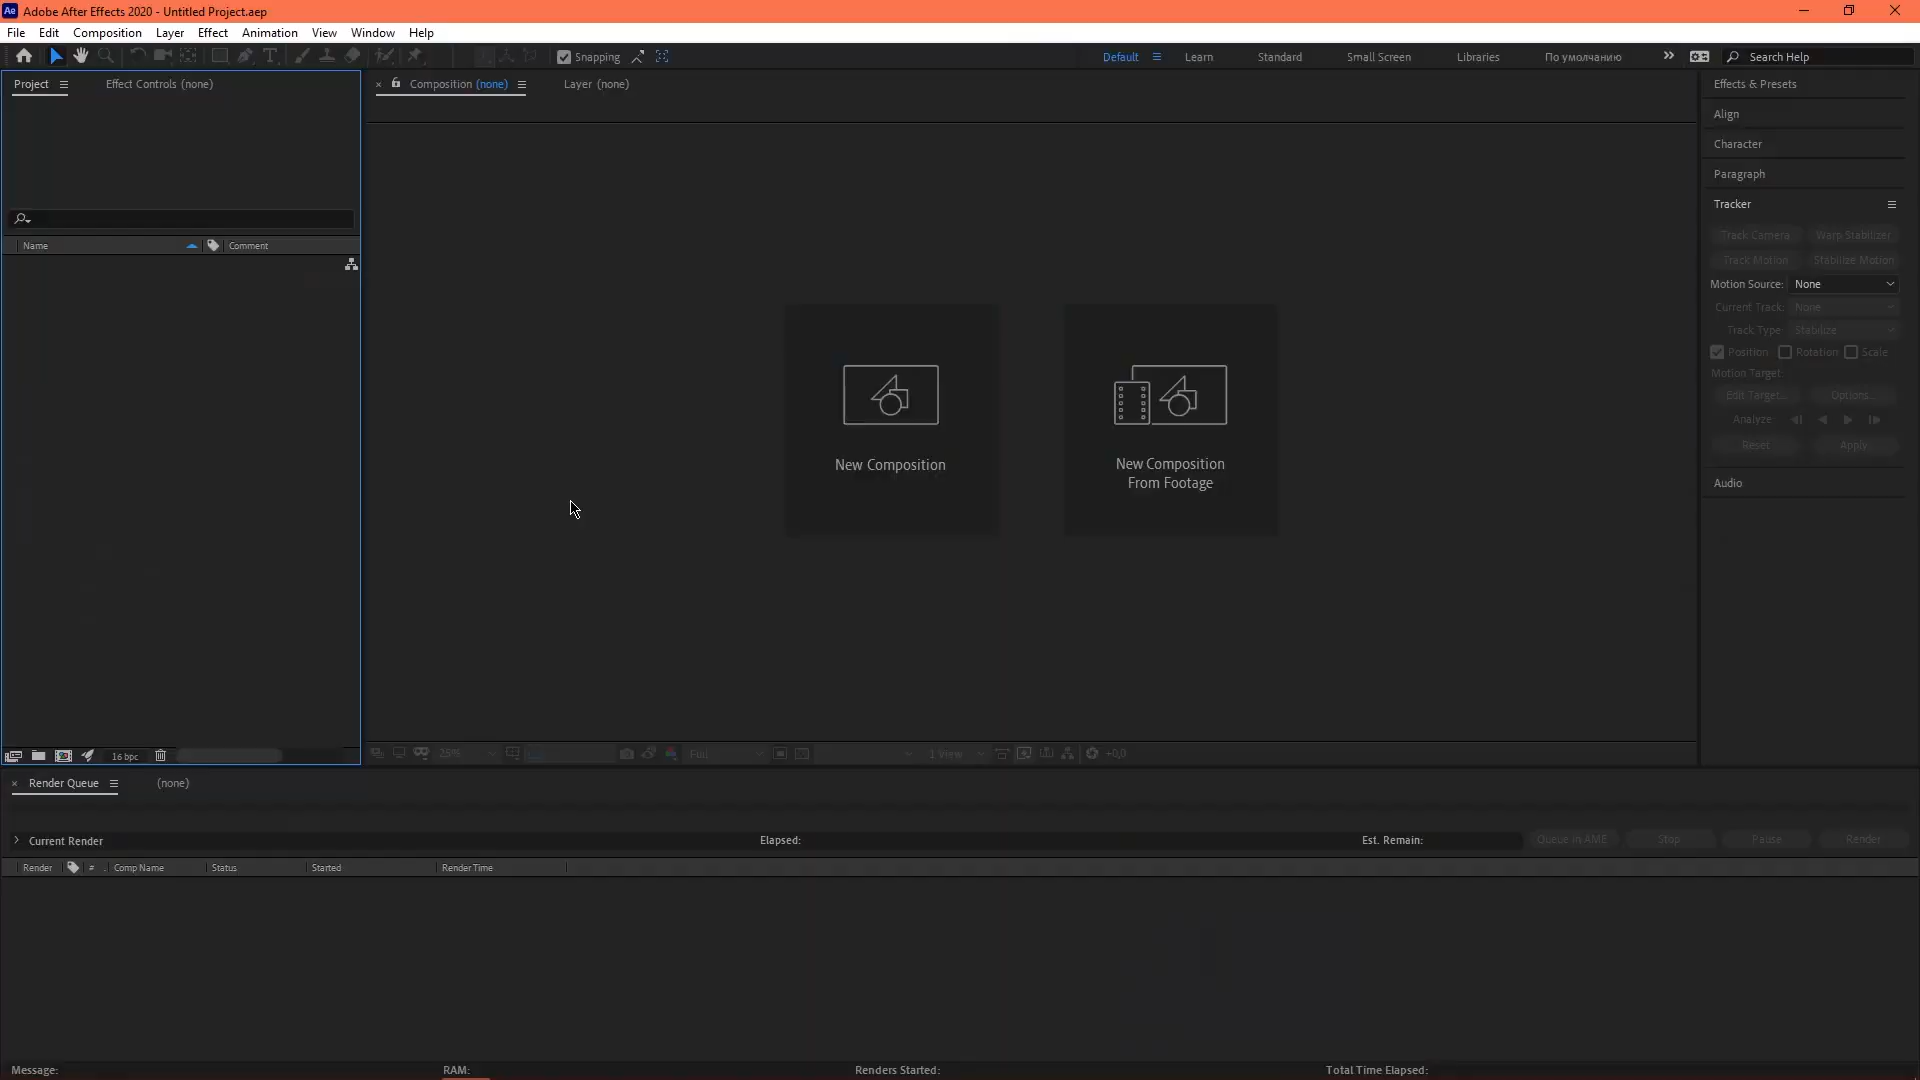 Ae Adobe After Effects 2020 - Untitled Project.aep
File Edit Composition Layer Effect Animation View Window Help
Snapping Default Learn Standard Small Screen Libraries По умолчанию Search Help
Project Effect Controls (none)
Composition (none) Layer (none)
Effects & Presets
Align
Character
Paragraph
Tracker
Track Camera Warp Stabilizer
Track Motion Stabilize Motion
Motion Source: None
Current Track: None
Track Type: Stabilize
Position Rotation Scale
Motion Target:
Edit Target... Options...
Analyze:
Reset Apply
Audio
Name Comment
New Composition
New Composition
From Footage
16 bpc
25% Full 1 View +0,0
Render Queue (none)
Current Render Elapsed: Est. Remain: Queue in AME Stop Pause Render
Render # Comp Name Status Started Render Time
Message: RAM: Renders Started: Total Time Elapsed: